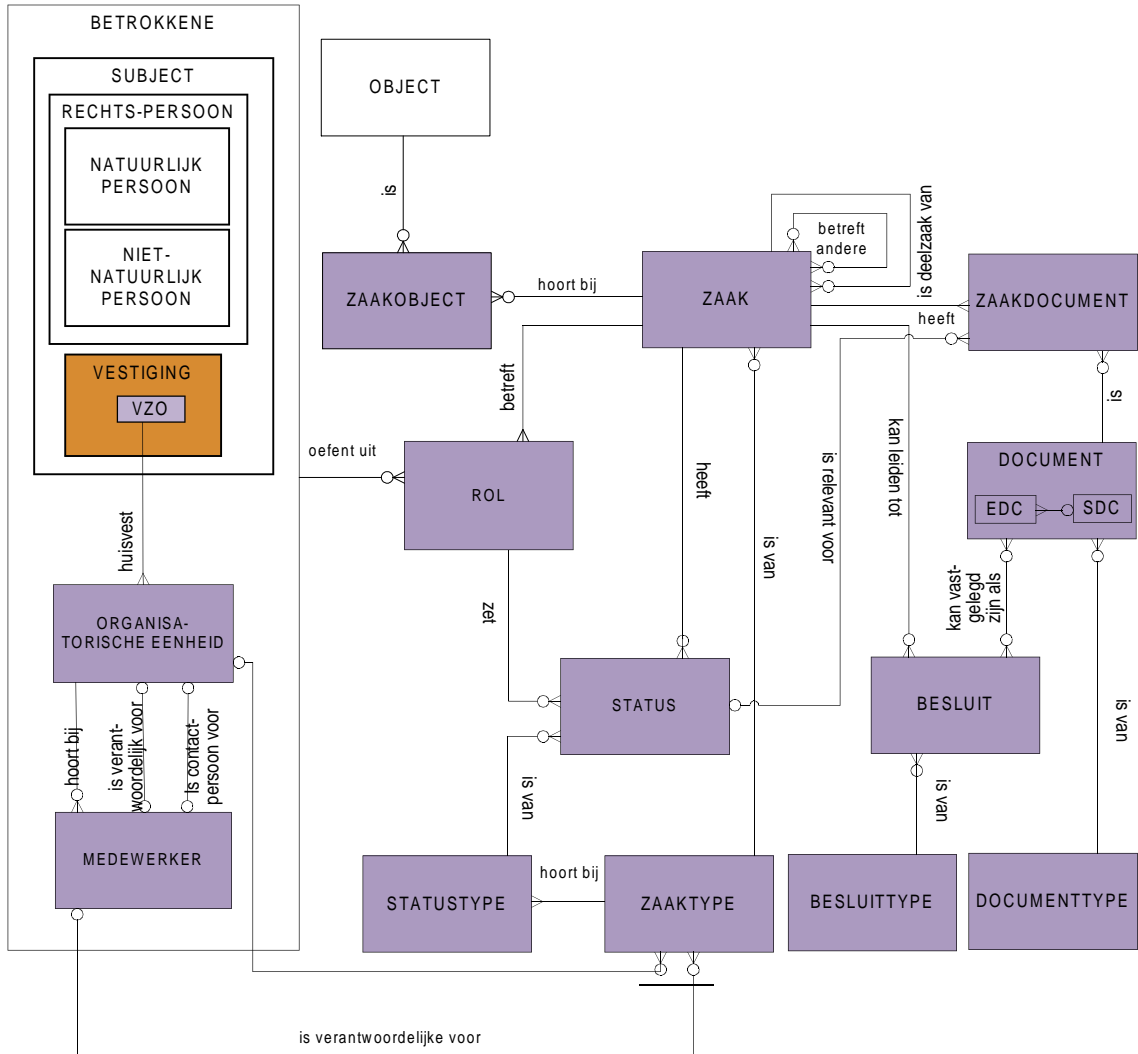 BETROKKENE
SUBJECT
RECHTS-PERSOON
NATUURLIJK
PERSOON
NIET-
NATUURLIJK
PERSOON
VESTIGING
VZO
huisvest
ORGANISA-
TORISCHE EENHEID
hoort bij
is verant-
woordelijk voor
Is contact-
persoon voor
MEDEWERKER
OBJECT
is
ZAAKOBJECT
hoort bij
ZAAK
betreft
andere
is deelzaak van
ZAAKDOCUMENT
heeft
is
betreft
oefent uit
ROL
heeft
is van
is relevant voor
kan leiden tot
DOCUMENT
EDC
SDC
kan vast-
gelegd
zijn als
zet
STATUS
BESLUIT
is van
is van
is van
STATUSTYPE
hoort bij
ZAAKTYPE
BESLUITTYPE
DOCUMENTTYPE
is verantwoordelijke voor